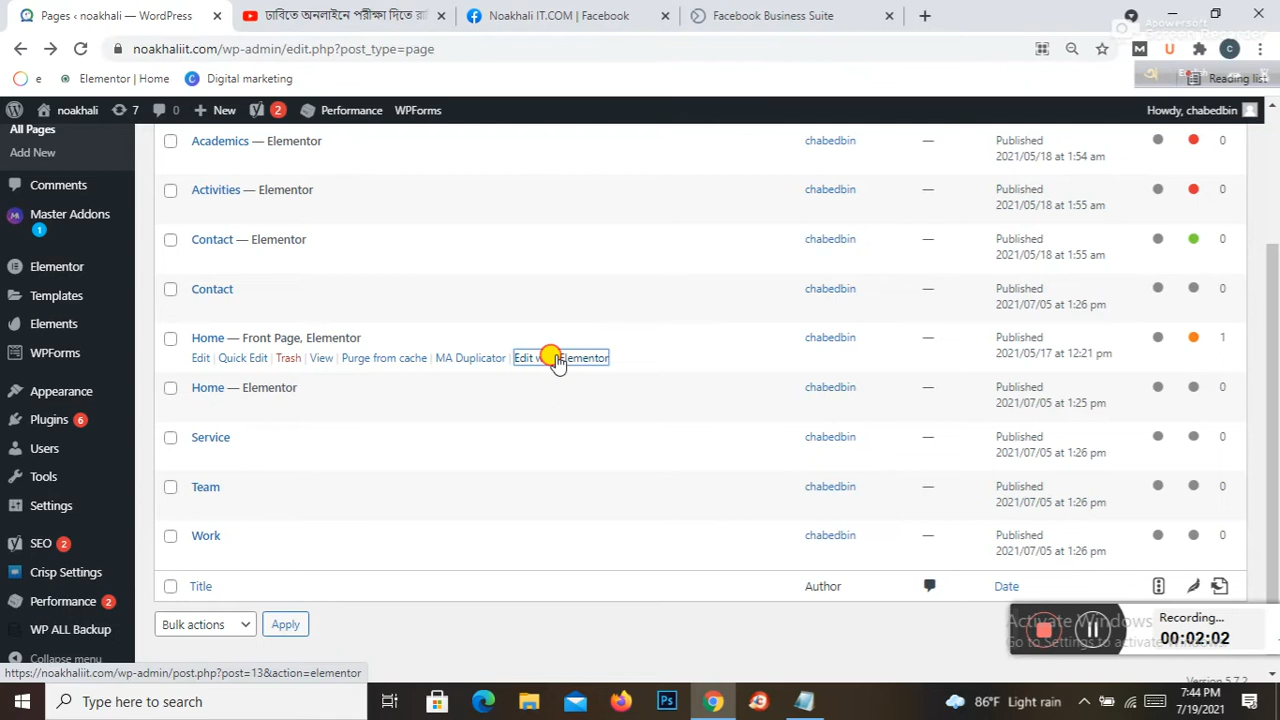 Pages ‹ noakhali — WordPress
ঢাবিতে অনলাইনে পরীক্ষা দিতে রা
Noakhali IT.COM | Facebook
Facebook Business Suite
Apowersoft
Screen Recorder
noakhaliit.com/wp-admin/edit.php?post_type=page
e
Elementor | Home
Digital marketing
Reading list
noakhali
7
0
New
2
Performance
WPForms
Howdy, chabedbin
All Pages
Add New
Comments
Master Addons
1
Elementor
Templates
Elements
WPForms
Appearance
Plugins 6
Users
Tools
Settings
SEO 2
Crisp Settings
Performance 2
WP ALL Backup
Collapse menu
Academics — Elementor chabedbin — Published 0
2021/05/18 at 1:54 am
Activities — Elementor chabedbin — Published 0
2021/05/18 at 1:55 am
Contact — Elementor chabedbin — Published 0
2021/05/18 at 1:55 am
Contact chabedbin — Published 0
2021/07/05 at 1:26 pm
Home — Front Page, Elementor chabedbin — Published 1
Edit | Quick Edit | Trash | View | Purge from cache | MA Duplicator | Edit Elementor 2021/05/17 at 12:21 pm
Home — Elementor chabedbin — Published 0
2021/07/05 at 1:25 pm
Service chabedbin — Published 0
2021/07/05 at 1:26 pm
Team chabedbin — Published 0
2021/07/05 at 1:26 pm
Work chabedbin — Published 0
2021/07/05 at 1:26 pm
Title Author Date
Bulk actions Apply
Activate Windows
Go to Settings to activate Windows.
Recording...
00:02:02
Version 5.7.2
https://noakhaliit.com/wp-admin/post.php?post=13&action=elementor
Type here to search
86°F Light rain
7:44 PM
7/19/2021